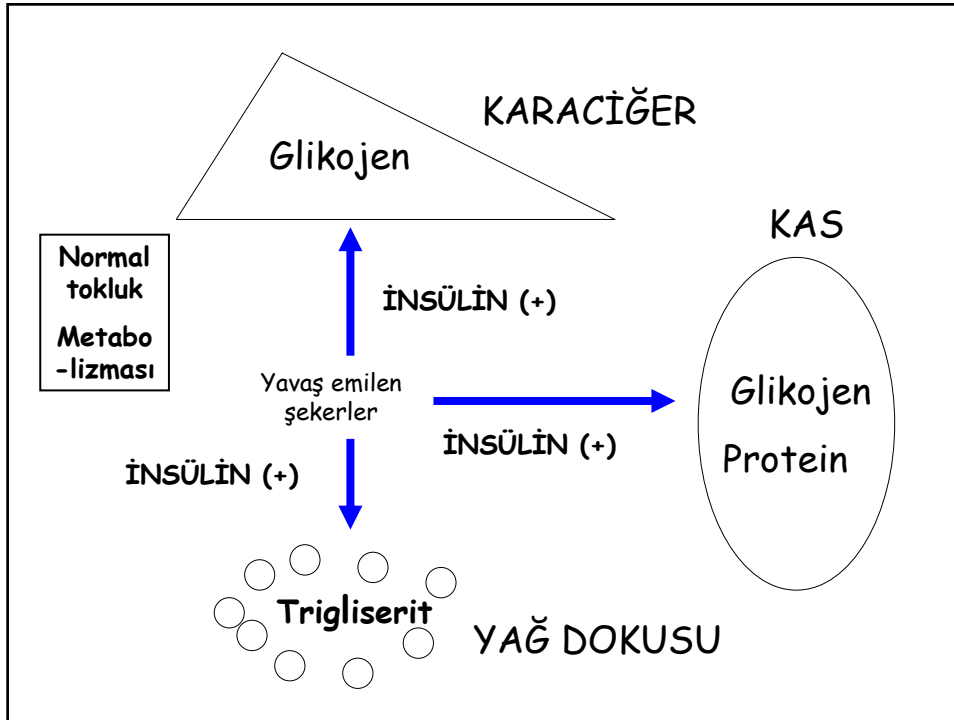 KARACİĞER
Glikojen
KAS
Normal
tokluk
Metabo
-lizması
İNSÜLİN (+)
Yavaş emilen
şekerler
Glikojen
Protein
İNSÜLİN (+)
İNSÜLİN (+)
Trigliserit
YAĞ DOKUSU